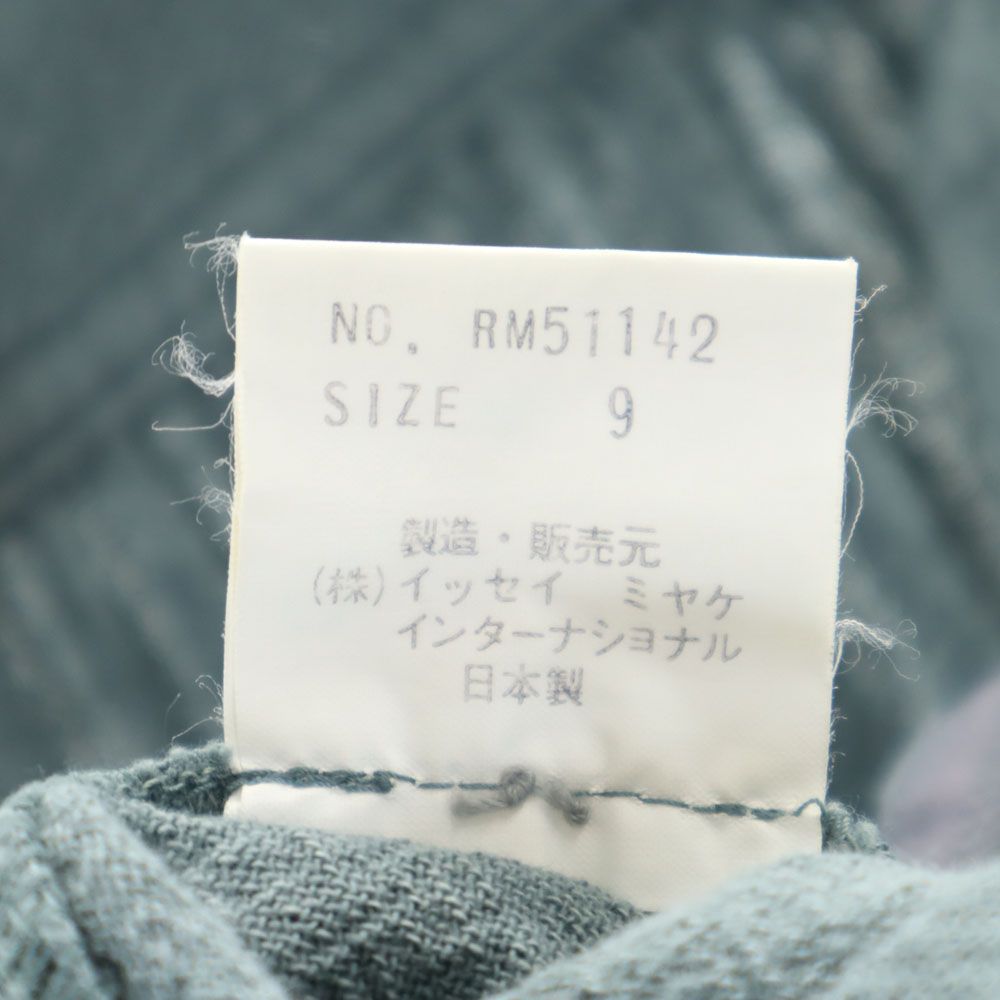 NO. RM51142
SIZE 9
製造・販売元
(株)イッセイ ミヤケ
インターナショナル
日本製